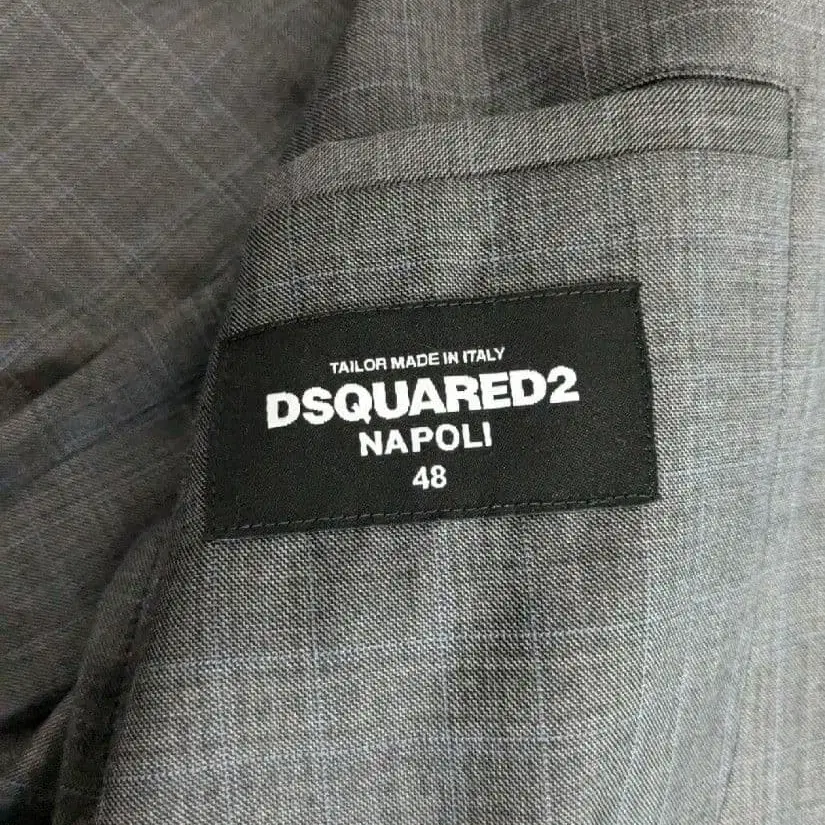 TAILOR MADE IN ITALY
DSQUARED2
NAPOLI
48